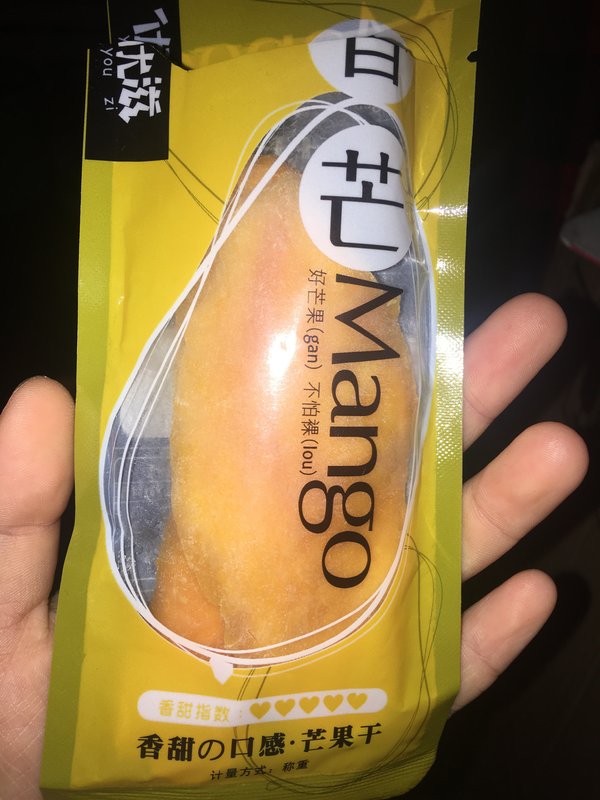 优滋
you zi
芒
Mango
好芒果(gan) 不怕裸(lou)
香甜指数：♥♥♥♥♥
香甜の口感·芒果干
计量方式：称重